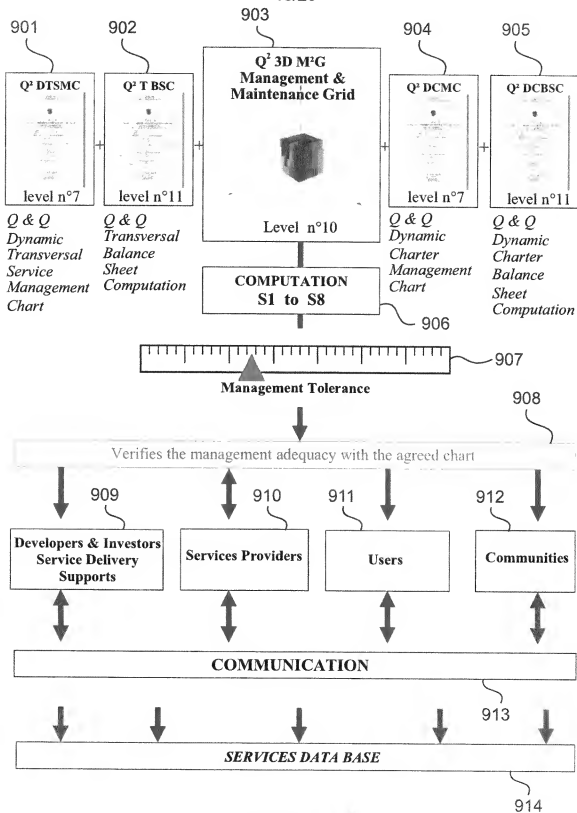 901
902
903
904
905
Q² DTSMC
level n°7
Q² T BSC
level n°11
Q² 3D M²G
Management &
Maintenance Grid
Level n°10
Q² DCMC
level n°7
Q² DCBSC
level n°11
+
+
+
+
Q & Q
Dynamic
Transversal
Service
Management
Chart
Q & Q
Transversal
Balance
Sheet
Computation
Q & Q
Dynamic
Charter
Management
Chart
Q & Q
Dynamic
Charter
Balance
Sheet
Computation
COMPUTATION
S1 to S8
906
907
Management Tolerance
908
Verifies the management adequacy with the agreed chart
909
910
911
912
Developers & Investors
Service Delivery
Supports
Services Providers
Users
Communities
COMMUNICATION
913
SERVICES DATA BASE
914